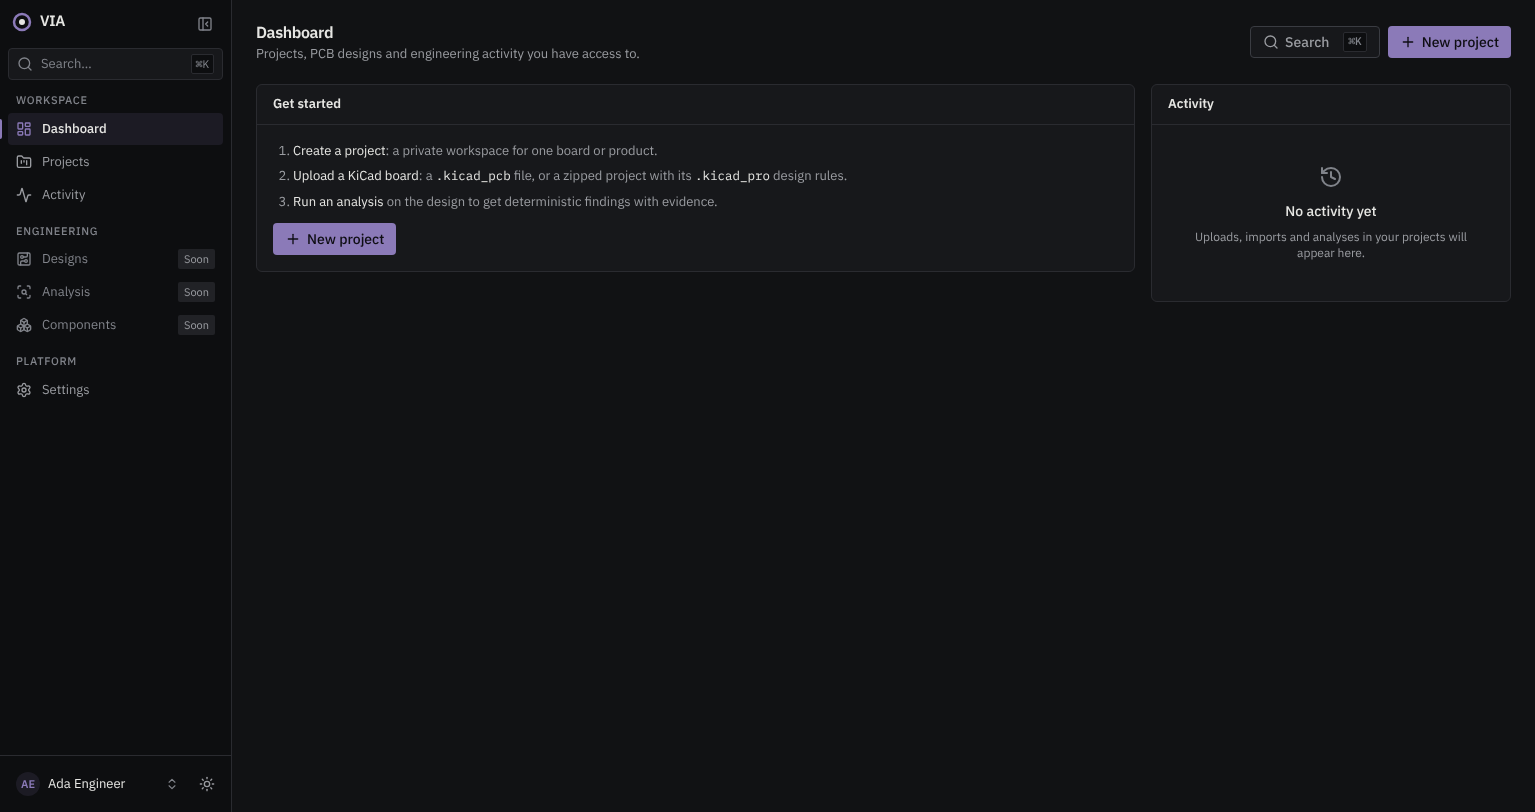 VIA
Search...
⌘K
WORKSPACE
Dashboard
Projects
Activity
ENGINEERING
Designs Soon
Analysis Soon
Components Soon
PLATFORM
Settings
AE Ada Engineer
Dashboard
Projects, PCB designs and engineering activity you have access to.
Search ⌘K
New project
Get started
1. Create a project: a private workspace for one board or product.
2. Upload a KiCad board: a .kicad_pcb file, or a zipped project with its .kicad_pro design rules.
3. Run an analysis on the design to get deterministic findings with evidence.
New project
Activity
No activity yet
Uploads, imports and analyses in your projects will
appear here.